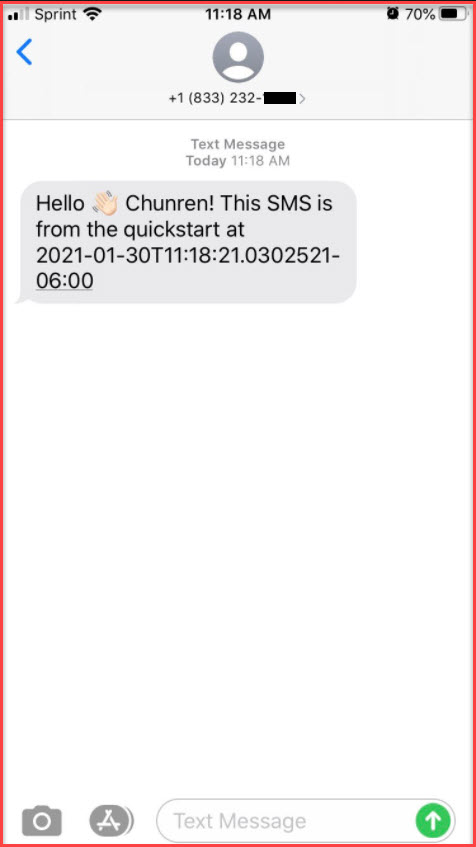 Sprint 11:18 AM 70%
+1 (833) 232-
Text Message
Today 11:18 AM
Hello 👋🏻 Chunren! This SMS is
from the quickstart at
2021-01-30T11:18:21.0302521-
06:00
Text Message